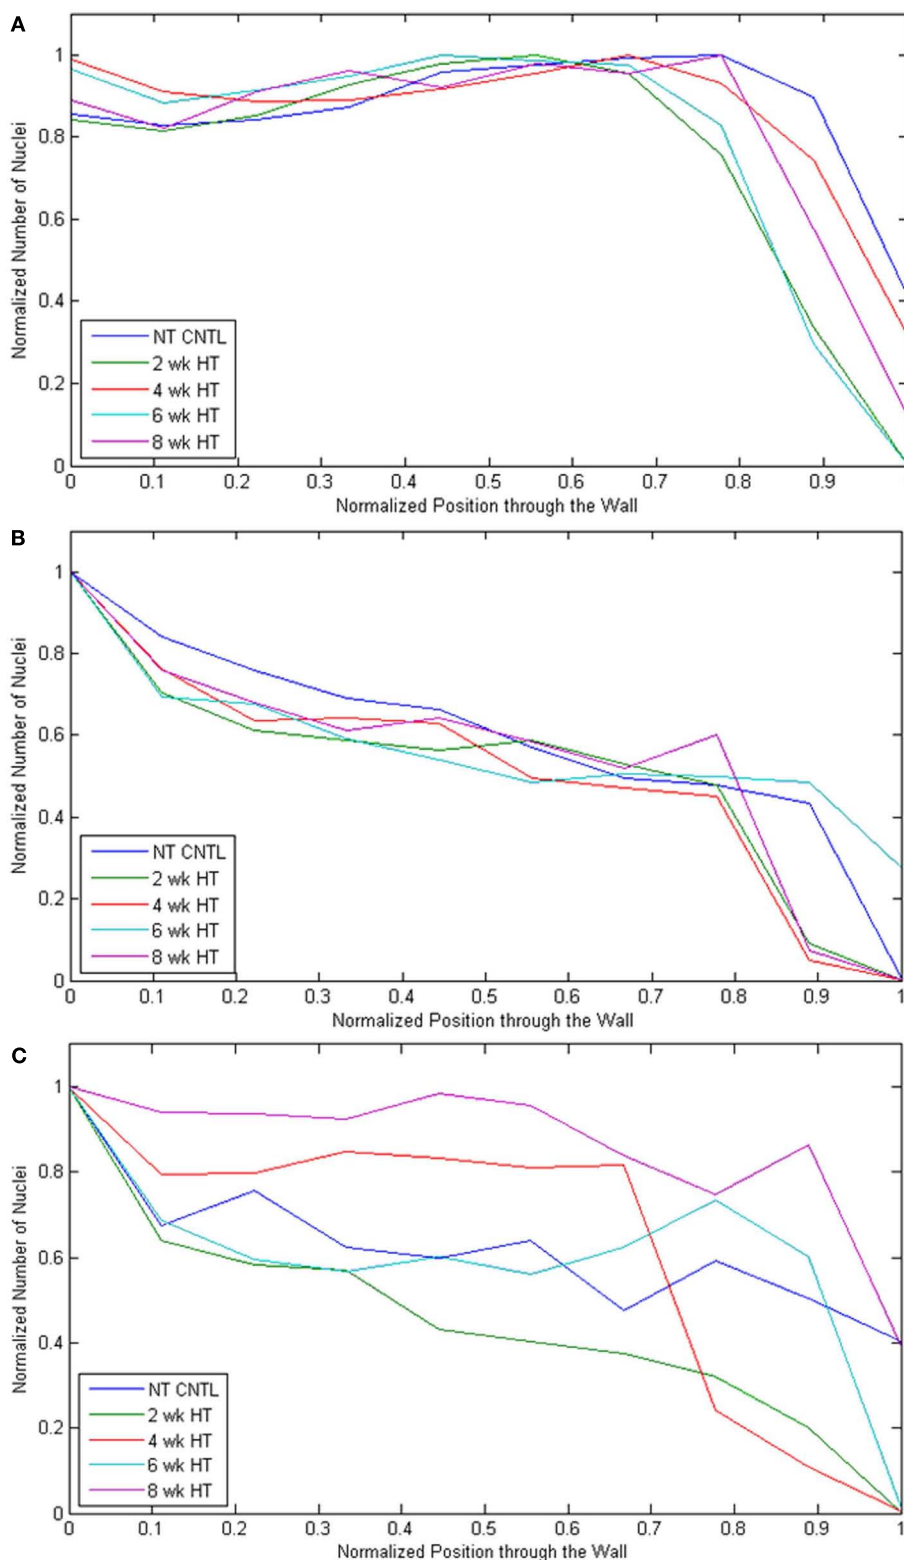 A
Normalized Number of Nuclei
1
0.8
0.6
0.4
0.2
0
NT CNTL
2 wk HT
4 wk HT
6 wk HT
8 wk HT
0 0.1 0.2 0.3 0.4 0.5 0.6 0.7 0.8 0.9
Normalized Position through the Wall
B
Normalized Number of Nuclei
1
0.8
0.6
0.4
0.2
0
NT CNTL
2 wk HT
4 wk HT
6 wk HT
8 wk HT
0 0.1 0.2 0.3 0.4 0.5 0.6 0.7 0.8 0.9 1
Normalized Position through the Wall
C
Normalized Number of Nuclei
1
0.8
0.6
0.4
0.2
0
NT CNTL
2 wk HT
4 wk HT
6 wk HT
8 wk HT
0 0.1 0.2 0.3 0.4 0.5 0.6 0.7 0.8 0.9 1
Normalized Position through the Wall